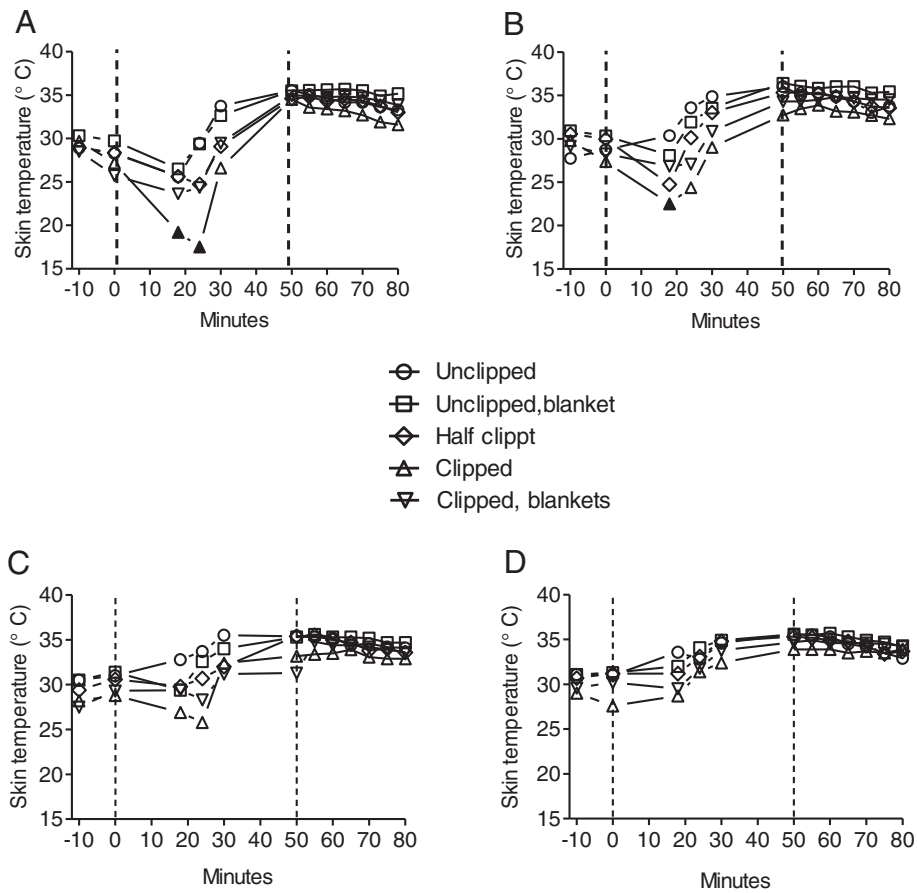 A
B
40
35
30
25
20
15
Skin temperature (° C)
-10 0 10 20 30 40 50 60 70 80
Minutes
40
35
30
25
20
15
Skin temperature (° C)
-10 0 10 20 30 40 50 60 70 80
Minutes
Unclipped
Unclipped,blanket
Half clippt
Clipped
Clipped, blankets
C
D
40
35
30
25
20
15
Skin temperature (° C)
-10 0 10 20 30 40 50 60 70 80
Minutes
40
35
30
25
20
15
Skin temperature (° C)
-10 0 10 20 30 40 50 60 70 80
Minutes